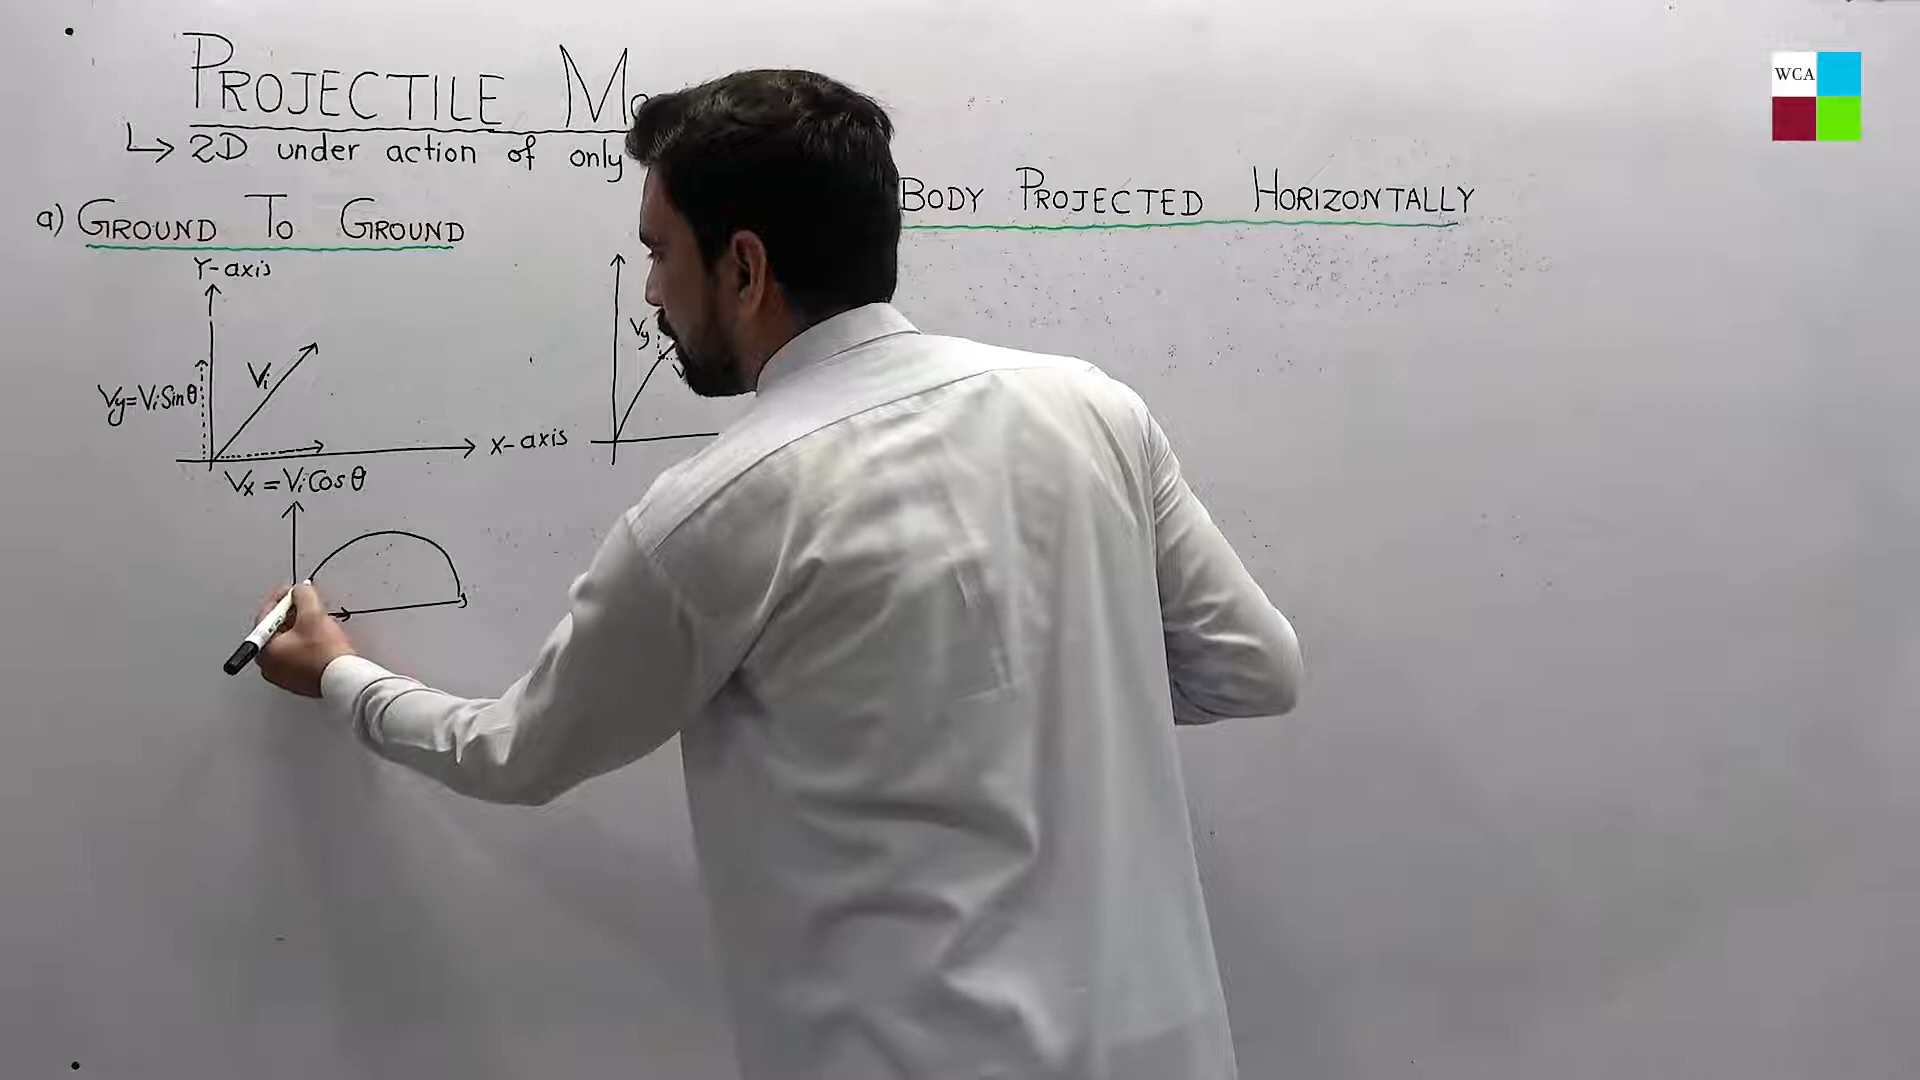 PROJECTILE
↳ 2D under action of only
a) GROUND TO GROUND
Y-axis
Vi
Vy=ViSinθ
X-axis
Vx = ViCosθ
Vy
BODY PROJECTED HORIZONTALLY
WCA